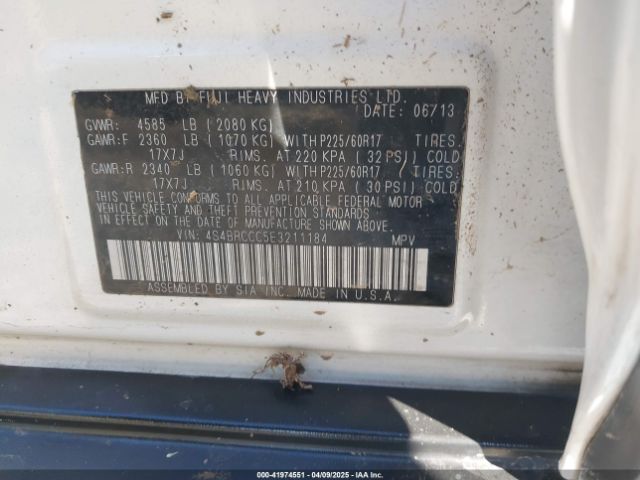 MFD BY FUJI HEAVY INDUSTRIES LTD.
DATE: 06/13
GVWR: 4585 LB ( 2080 KG)
GAWR:F 2360 LB ( 1070 KG) WITH P225/60R17 TIRES.
17X7J RIMS. AT 220 KPA ( 32 PSI) COLD
GAWR:R 2340 LB ( 1060 KG) WITH P225/60R17 TIRES.
17X7J RIMS. AT 210 KPA ( 30 PSI) COLD
THIS VEHICLE CONFORMS TO ALL APPLICABLE FEDERAL MOTOR
VEHICLE SAFETY AND THEFT PREVENTION STANDARDS
IN EFFECT ON THE DATE OF MANUFACTURE SHOWN ABOVE.
VIN: 4S4BRCCC5E3211184 MPV
ASSEMBLED BY SIA INC. MADE IN U.S.A.
00-41974551 | 04/09/2025 | IAA Inc.